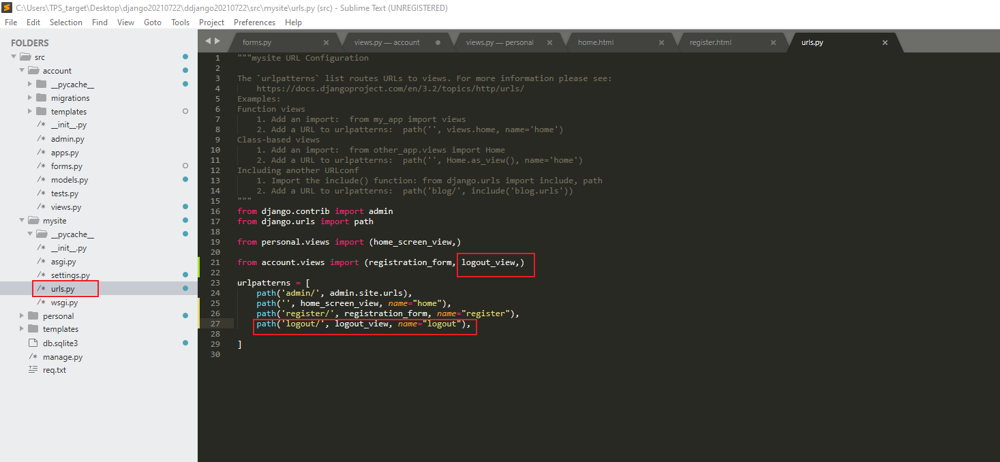 C:\Users\TPS_target\Desktop\django20210722\ddjango20210722\src\mysite\urls.py (src) - Sublime Text (UNREGISTERED)
File Edit Selection Find View Goto Tools Project Preferences Help
FOLDERS
src
account
__pycache__
migrations
templates
/* __init__.py
/* admin.py
/* apps.py
/* forms.py
/* models.py
/* tests.py
/* views.py
mysite
__pycache__
/* __init__.py
/* asgi.py
/* settings.py
/* urls.py
/* wsgi.py
personal
templates
db.sqlite3
/* manage.py
req.txt
forms.py × views.py — account views.py — personal × home.html × register.html × urls.py ×
1 """mysite URL Configuration
2
3 The `urlpatterns` list routes URLs to views. For more information please see:
4     https://docs.djangoproject.com/en/3.2/topics/http/urls/
5 Examples:
6 Function views
7     1. Add an import:  from my_app import views
8     2. Add a URL to urlpatterns:  path('', views.home, name='home')
9 Class-based views
10     1. Add an import:  from other_app.views import Home
11     2. Add a URL to urlpatterns:  path('', Home.as_view(), name='home')
12 Including another URLconf
13     1. Import the include() function: from django.urls import include, path
14     2. Add a URL to urlpatterns:  path('blog/', include('blog.urls'))
15 """
16 from django.contrib import admin
17 from django.urls import path
18
19 from personal.views import (home_screen_view,)
20
21 from account.views import (registration_form, logout_view,)
22
23 urlpatterns = [
24     path('admin/', admin.site.urls),
25     path('', home_screen_view, name="home"),
26     path('register/', registration_form, name="register"),
27     path('logout/', logout_view, name="logout"),
28
29 ]
30